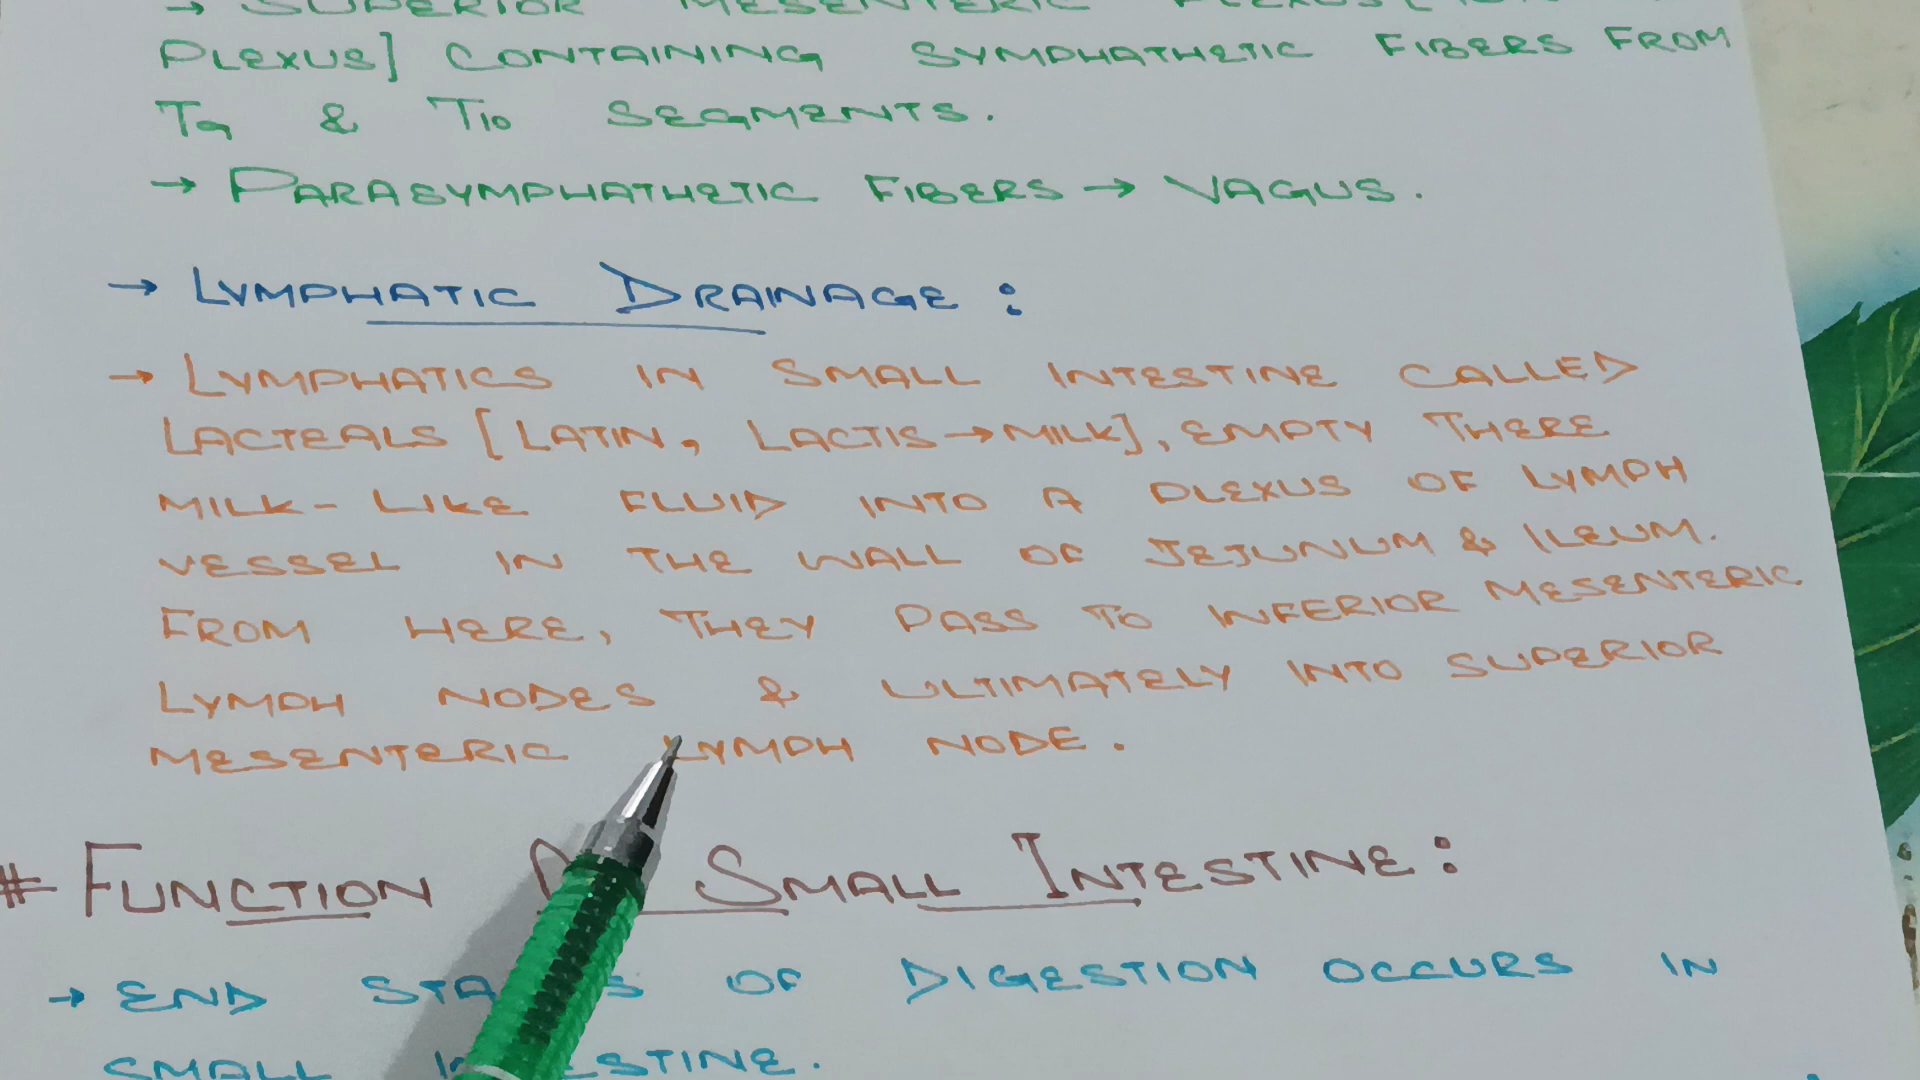 → SUPERIOR MESENTERIC
PLEXUS] CONTAINING SYMPHATHETIC FIBERS FROM
T9 & T10 SEGMENTS.
→ PARASYMPHATHETIC FIBERS → VAGUS.
→ LYMPHATIC DRAINAGE :
→ LYMPHATICS IN SMALL INTESTINE CALLED
LACTEALS [LATIN, LACTIS→MILK], EMPTY THERE
MILK-LIKE FLUID INTO A PLEXUS OF LYMPH
VESSEL IN THE WALL OF JEJUNUM & ILEUM.
FROM HERE, THEY PASS TO INFERIOR MESENTERIC
LYMPH NODES & ULTIMATELY INTO SUPERIOR
MESENTERIC LYMPH NODE.
# FUNCTION SMALL INTESTINE :
→ END OF DIGESTION OCCURS IN
SMALL